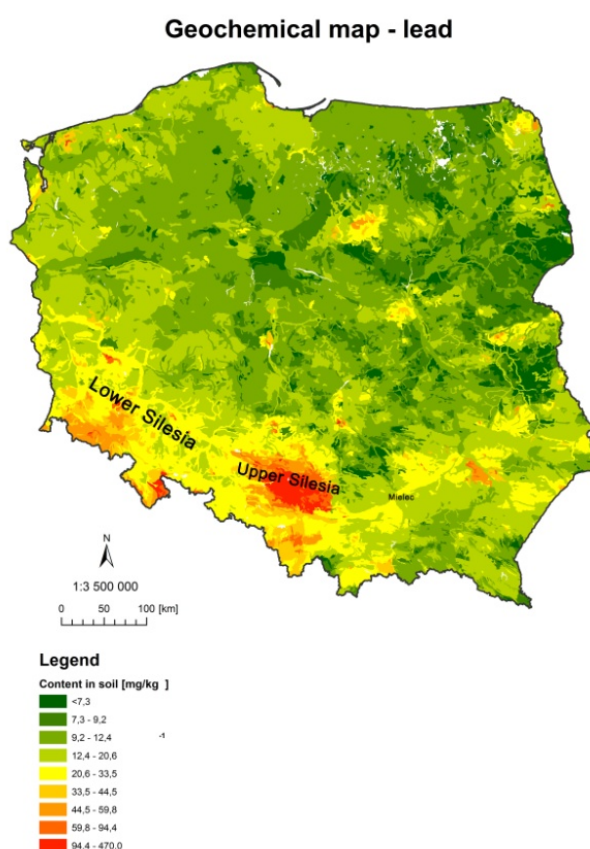 Geochemical map - lead
Lower Silesia
Upper Silesia
Mielec
N
1:3 500 000
0 50 100 [km]
Legend
Content in soil [mg/kg ]
<7,3
7,3 - 9,2
9,2 - 12,4 -1
12,4 - 20,6
20,6 - 33,5
33,5 - 44,5
44,5 - 59,8
59,8 - 94,4
94,4 - 470,0